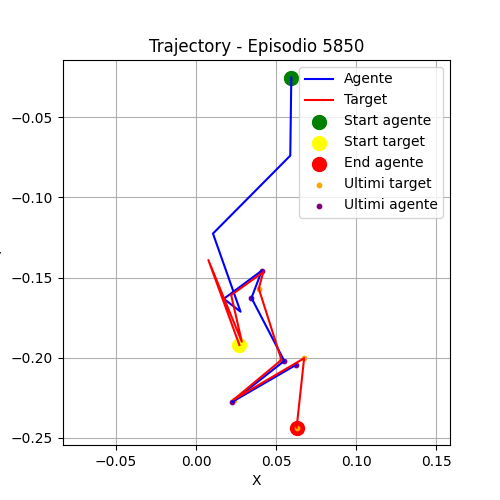 Trajectory - Episodio 5850
Agente
Target
Start agente
Start target
End agente
Ultimi target
Ultimi agente
−0.05
−0.10
−0.15
−0.20
−0.25
−0.05
0.00
0.05
0.10
0.15
X